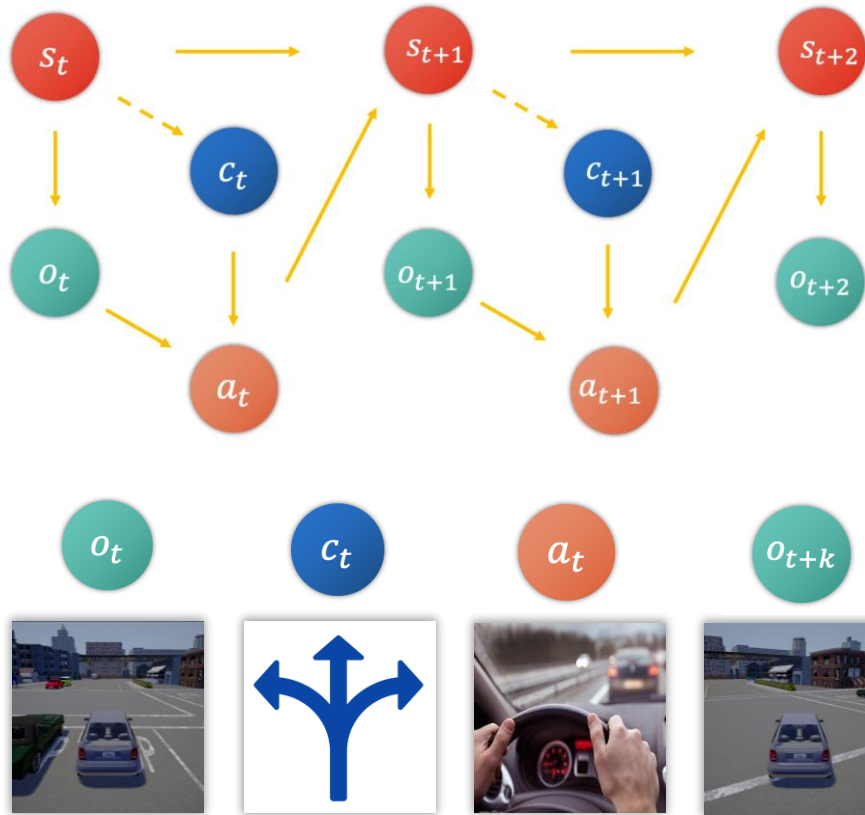 s_t s_{t+1} s_{t+2}
c_t c_{t+1}
o_t o_{t+1} o_{t+2}
a_t a_{t+1}
o_t c_t a_t o_{t+k}
P